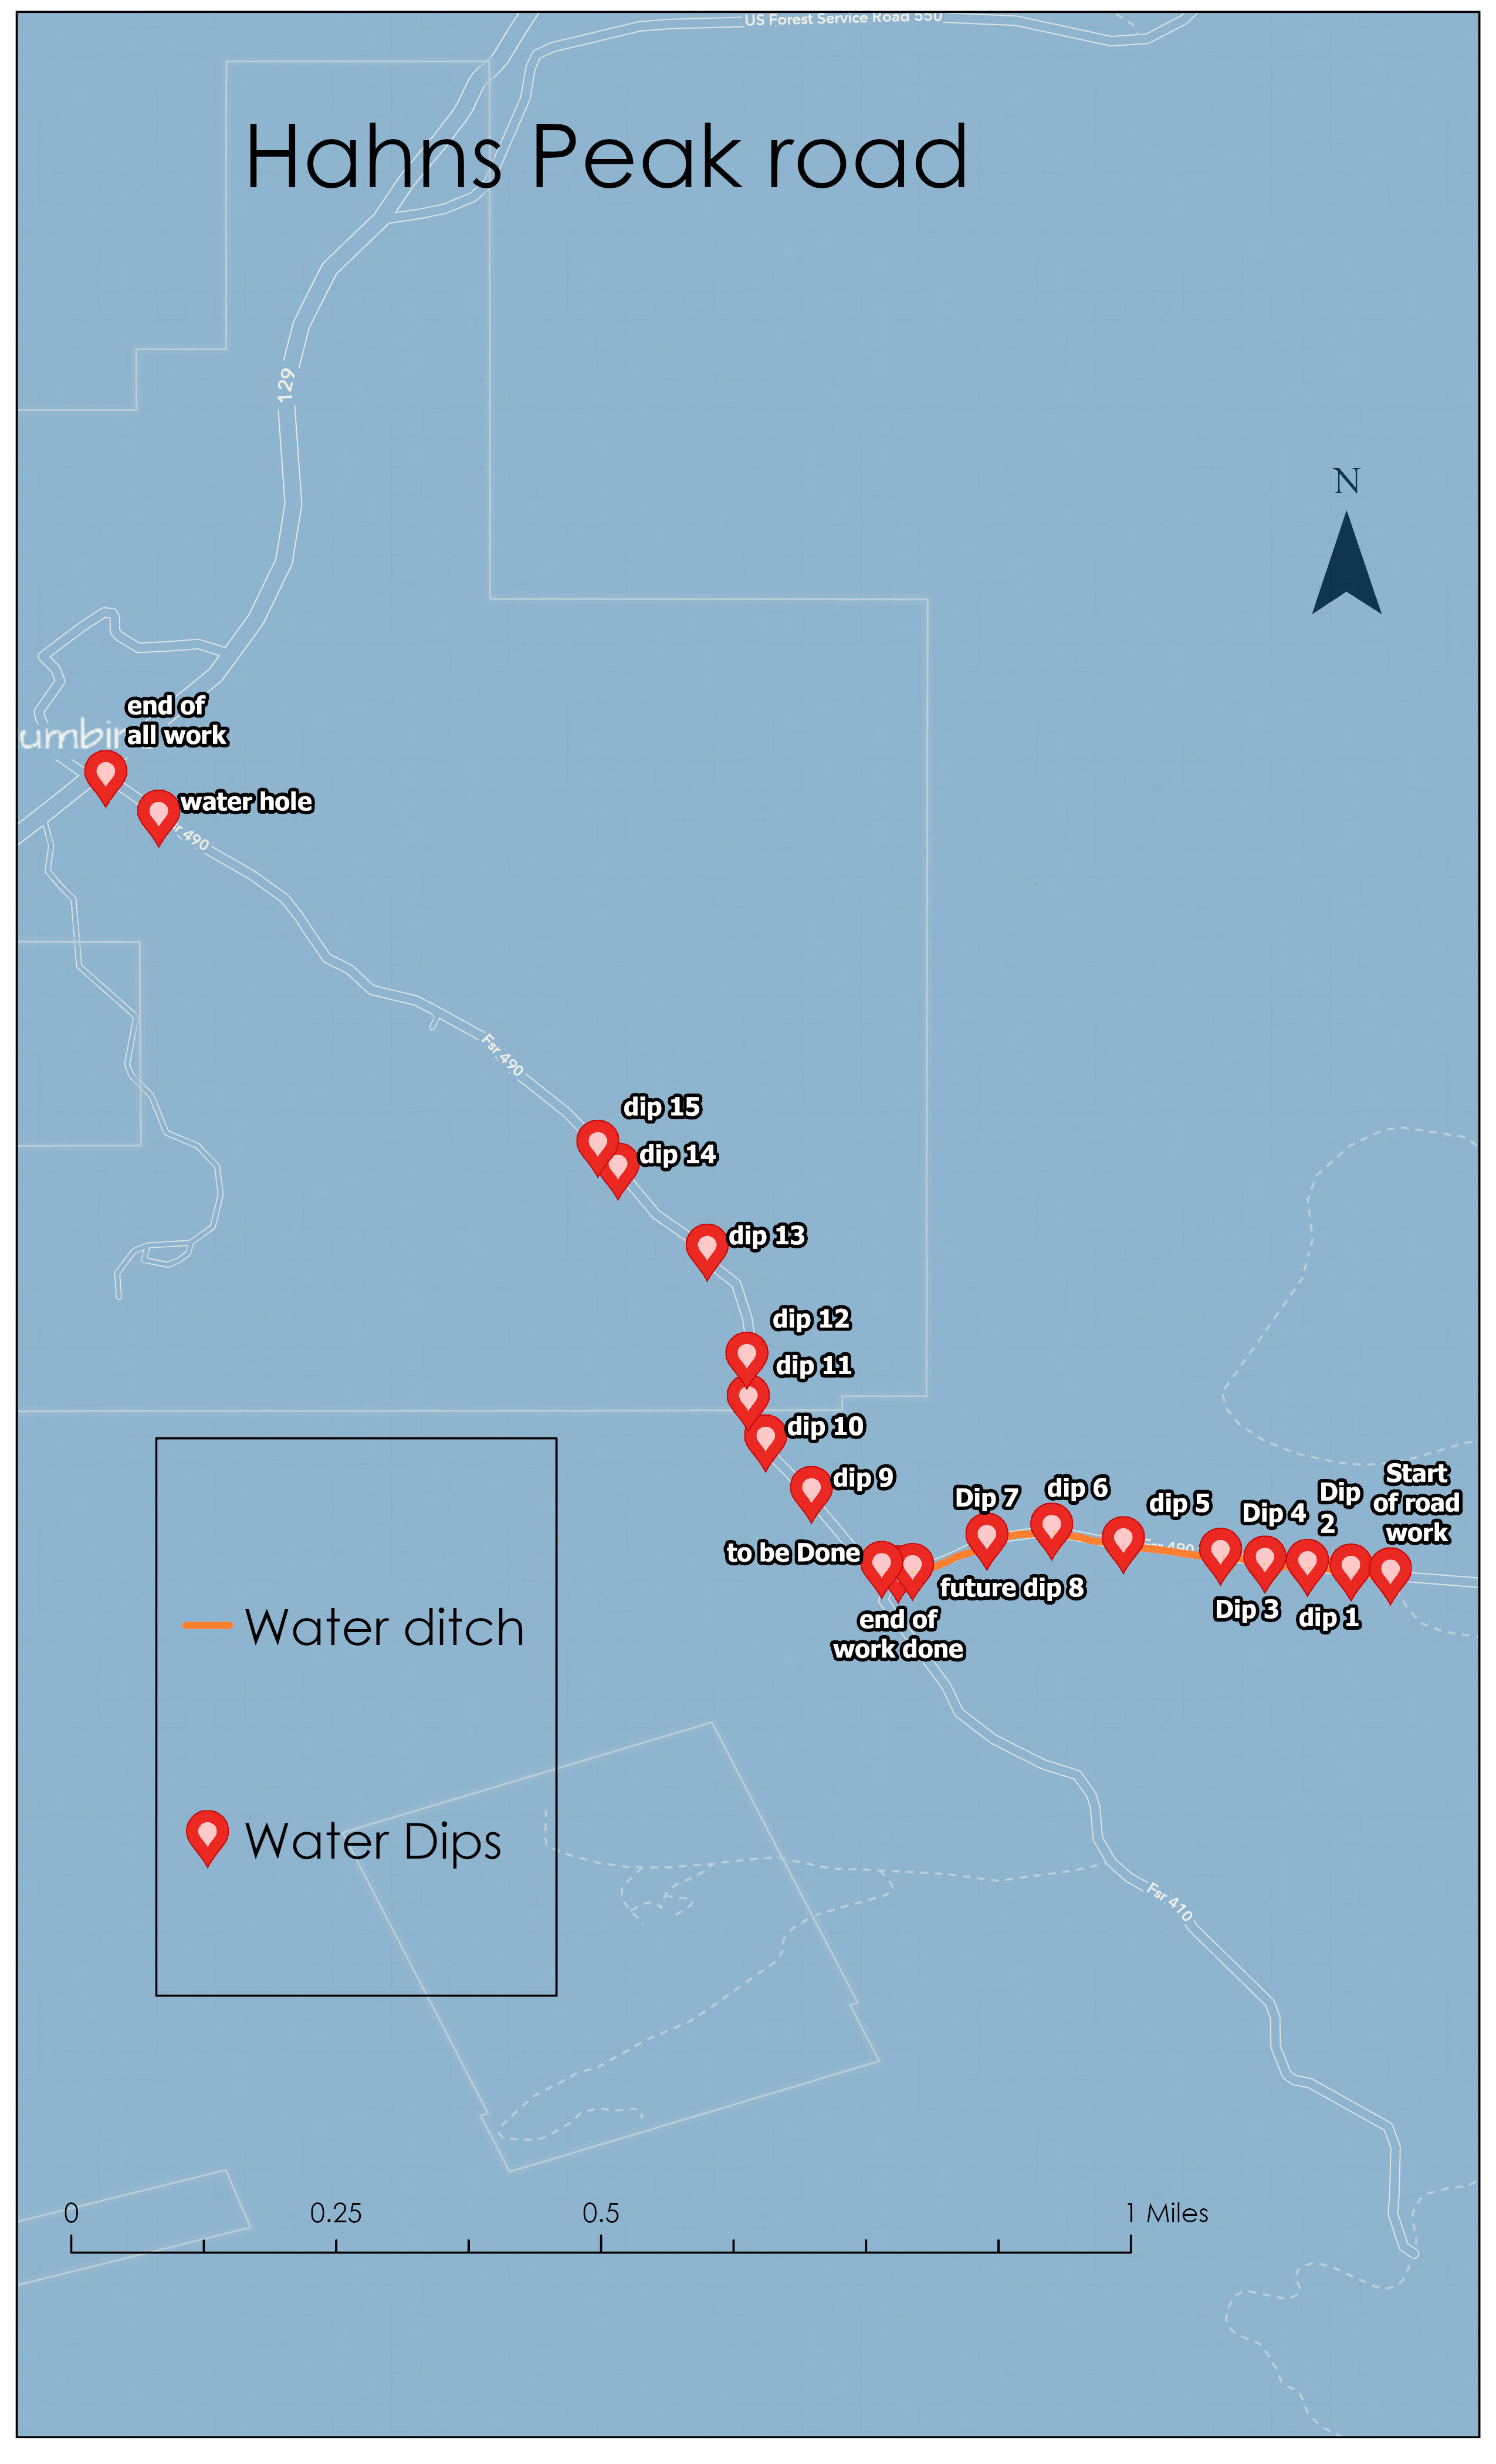 US Forest Service Road 550
Hahns Peak road
129
N
end of
all work
water hole
490
Fsr 490
dip 15
dip 14
dip 13
dip 12
dip 11
dip 10
dip 9
Start
of road
work
Dip
2
Dip 4
dip 5
dip 6
Dip 7
Fsr 490
to be Done
future dip 8
Dip 3
dip 1
end of
work done
Water ditch
Water Dips
Fsr 410
0
0.25
0.5
1 Miles